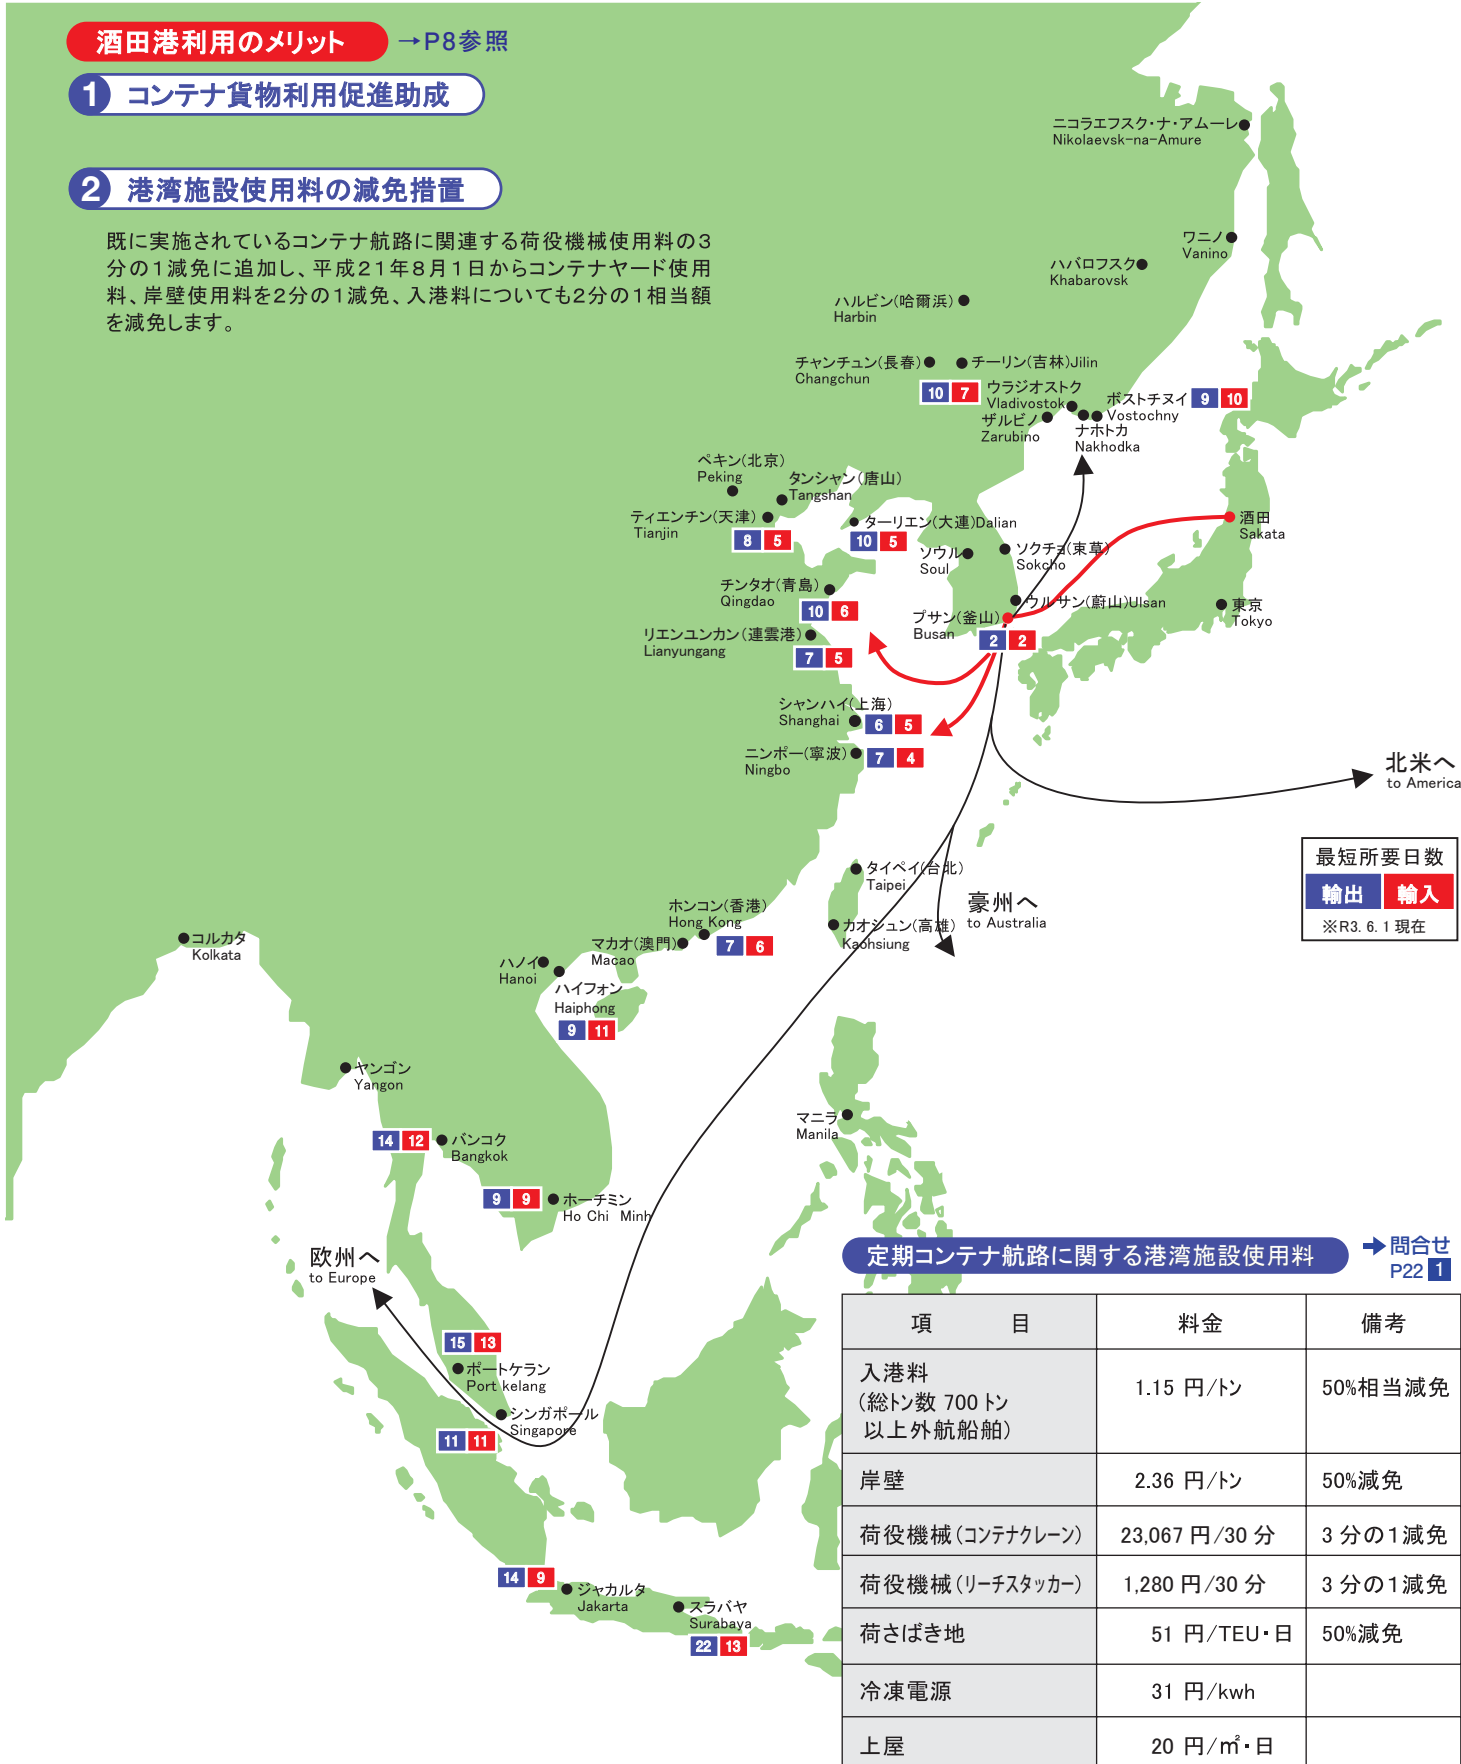 酒田港利用のメリット →P8参照
1 コンテナ貨物利用促進助成
2 港湾施設使用料の減免措置
既に実施されているコンテナ航路に関連する荷役機械使用料の3
分の1減免に追加し、平成21年8月1日からコンテナヤード使用
料、岸壁使用料を2分の1減免、入港料についても2分の1相当額
を減免します。
ニコラエフスク・ナ・アムーレ
Nikolaevsk-na-Amure
ワニノ
Vanino
ハバロフスク
Khabarovsk
ハルビン(哈爾浜)
Harbin
チャンチュン(長春)
Changchun
チーリン(吉林)Jilin
10 7
ウラジオストク
Vladivostok
ザルビノ
Zarubino
ボストチヌイ 9 10
Vostochny
ナホトカ
Nakhodka
ペキン(北京)
Peking
タンシャン(唐山)
Tangshan
ティエンチン(天津)
Tianjin
8 5
ターリエン(大連)Dalian
10 5
ソウル
Soul
ソクチョ(束草)
Sokcho
酒田
Sakata
チンタオ(青島)
Qingdao
10 6
ウルサン(蔚山)Ulsan
プサン(釜山)
Busan
2 2
東京
Tokyo
リエンユンカン(連雲港)
Lianyungang
7 5
シャンハイ(上海)
Shanghai
6 5
ニンポー(寧波)
Ningbo
7 4
北米へ
to America
最短所要日数
輸出 輸入
※R3.6.1現在
タイペイ(台北)
Taipei
豪州へ
to Australia
カオシュン(高雄)
Kaohsiung
ホンコン(香港)
Hong Kong
マカオ(澳門)
Macao
7 6
コルカタ
Kolkata
ハノイ
Hanoi
ハイフォン
Haiphong
9 11
ヤンゴン
Yangon
マニラ
Manila
14 12
バンコク
Bangkok
9 9
ホーチミン
Ho Chi Minh
欧州へ
to Europe
15 13
ポートケラン
Port kelang
シンガポール
Singapore
11 11
14 9
ジャカルタ
Jakarta
スラバヤ
Surabaya
22 13
定期コンテナ航路に関する港湾施設使用料
➡問合せ
P22 1
項 目 料金 備考
入港料
(総トン数 700トン
以上外航船舶)
1.15 円/トン 50%相当減免
岸壁 2.36 円/トン 50%減免
荷役機械(コンテナクレーン) 23,067 円/30 分 3 分の1減免
荷役機械(リーチスタッカー) 1,280 円/30 分 3 分の1減免
荷さばき地 51 円/TEU・日 50%減免
冷凍電源 31 円/kwh
上屋 20 円/㎡・日